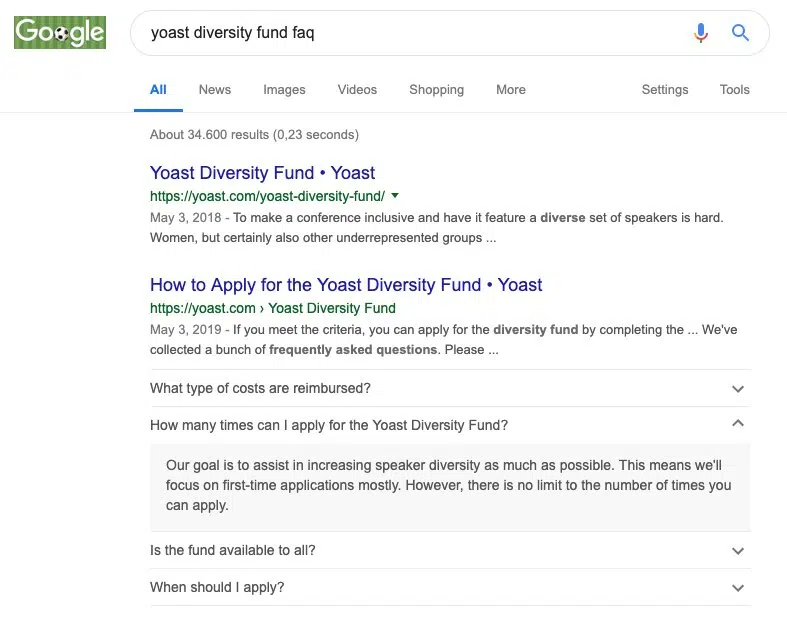 Google
yoast diversity fund faq
All News Images Videos Shopping More Settings Tools
About 34.600 results (0,23 seconds)
Yoast Diversity Fund • Yoast
https://yoast.com/yoast-diversity-fund/
May 3, 2018 - To make a conference inclusive and have it feature a diverse set of speakers is hard.
Women, but certainly also other underrepresented groups ...
How to Apply for the Yoast Diversity Fund • Yoast
https://yoast.com › Yoast Diversity Fund
May 3, 2019 - If you meet the criteria, you can apply for the diversity fund by completing the ... We've
collected a bunch of frequently asked questions. Please ...
What type of costs are reimbursed?
How many times can I apply for the Yoast Diversity Fund?
Our goal is to assist in increasing speaker diversity as much as possible. This means we'll
focus on first-time applications mostly. However, there is no limit to the number of times you
can apply.
Is the fund available to all?
When should I apply?